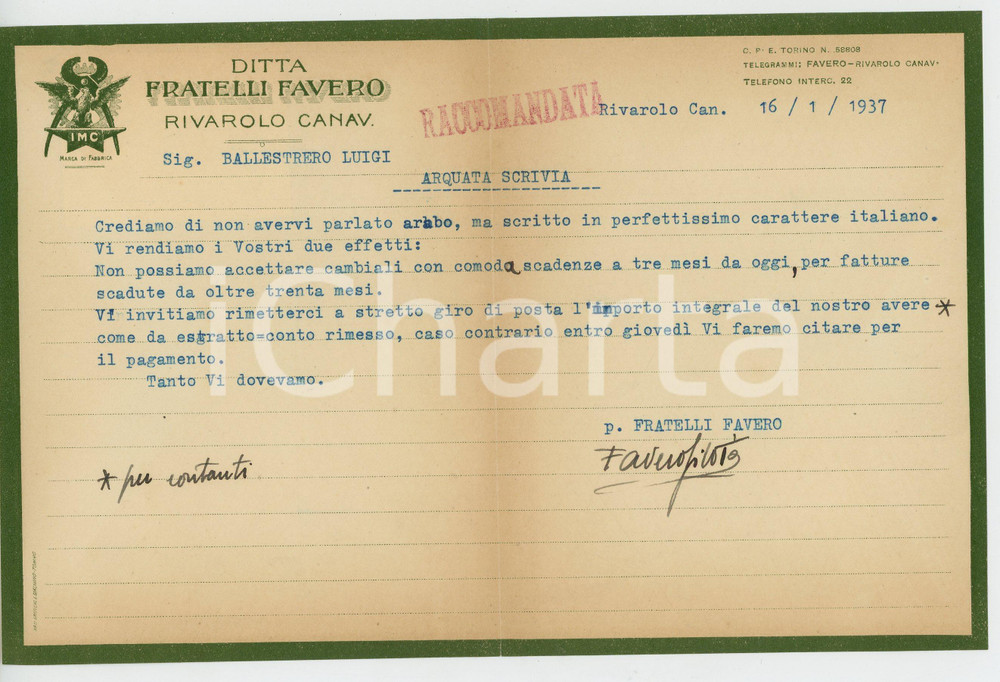 C. P. E. TORINO N. 58608
DITTA
FRATELLI FAVERO
RIVAROLO CANAV.
TELEGRAMMI: FAVERO-RIVAROLO CANAV.
TELEFONO INTERC. 22
IMC
MARCA DI FABBRICA
RACCOMANDATA
Rivarolo Can. 16 / 1 / 1937
Sig. BALLESTRERO LUIGI
ARQUATA SCRIVIA
Crediamo di non avervi parlato arabo, ma scritto in perfettissimo carattere italiano.
Vi rendiamo i Vostri due effetti:
Non possiamo accettare cambiali con comoda scadenze a tre mesi da oggi, per fatture
scadute da oltre trenta mesi.
Vi invitiamo rimetterci a stretto giro di posta l'importo integrale del nostro avere *
come da estratto=conto rimesso, caso contrario entro giovedì Vi faremo citare per
il pagamento.
Tanto Vi dovevamo.
p. FRATELLI FAVERO
* per contanti
iCharta